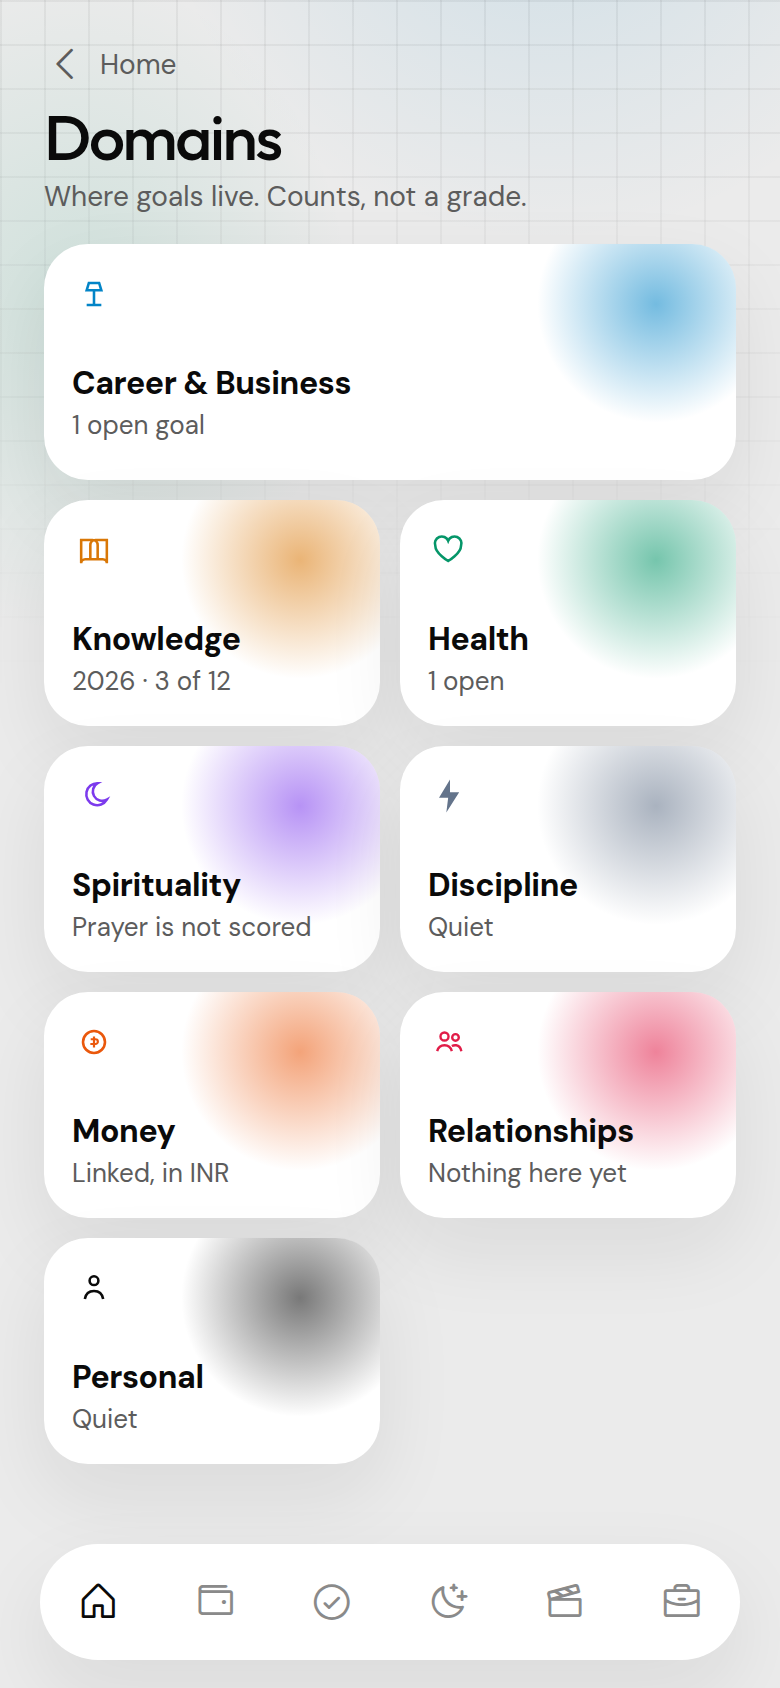 Home
Domains
Where goals live. Counts, not a grade.
Career & Business
1 open goal
Knowledge
2026 · 3 of 12
Health
1 open
Spirituality
Prayer is not scored
Discipline
Quiet
Money
Linked, in INR
Relationships
Nothing here yet
Personal
Quiet